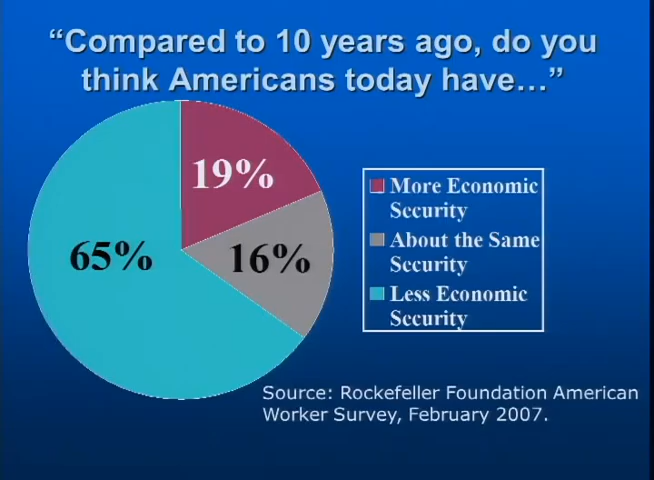 “Compared to 10 years ago, do you
think Americans today have…”
19%
16%
65%
More Economic
Security
About the Same
Security
Less Economic
Security
Source: Rockefeller Foundation American
Worker Survey, February 2007.